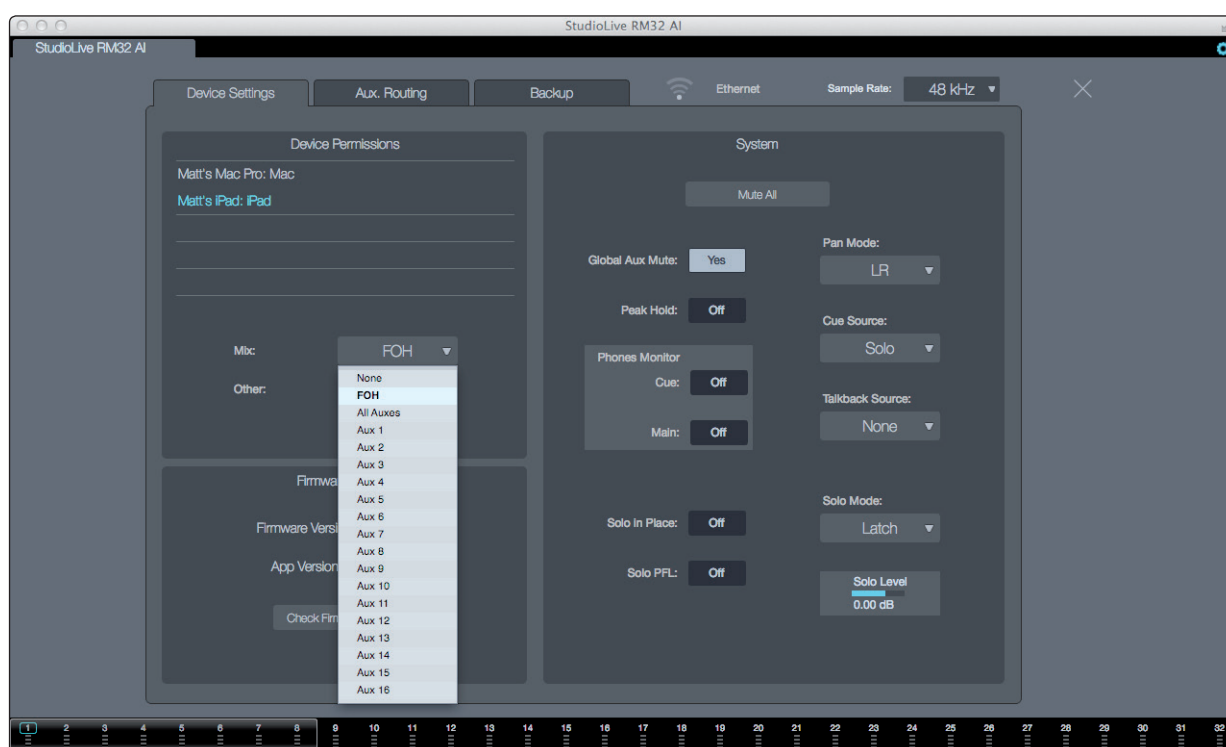 StudioLive RM32 AI
StudioLive RM32 AI
Device Settings
Aux. Routing
Backup
Ethernet
Sample Rate:
48 kHz
Device Permissions
Matt's Mac Pro: Mac
Matt's iPad: iPad
Mix:
FOH
Other:
None
FOH
All Auxes
Aux 1
Aux 2
Aux 3
Aux 4
Aux 5
Aux 6
Aux 7
Aux 8
Aux 9
Aux 10
Aux 11
Aux 12
Aux 13
Aux 14
Aux 15
Aux 16
Firmwa
Firmware Versi
App Version
Check Firm
System
Mute All
Global Aux Mute:
Yes
Peak Hold:
Off
Phones Monitor
Cue:
Off
Main:
Off
Solo in Place:
Off
Solo PFL:
Off
Pan Mode:
LR
Cue Source:
Solo
Talkback Source:
None
Solo Mode:
Latch
Solo Level
0.00 dB
1 2 3 4 5 6 7 8 9 10 11 12 13 14 15 16 17 18 19 20 21 22 23 24 25 26 27 28 29 30 31 32